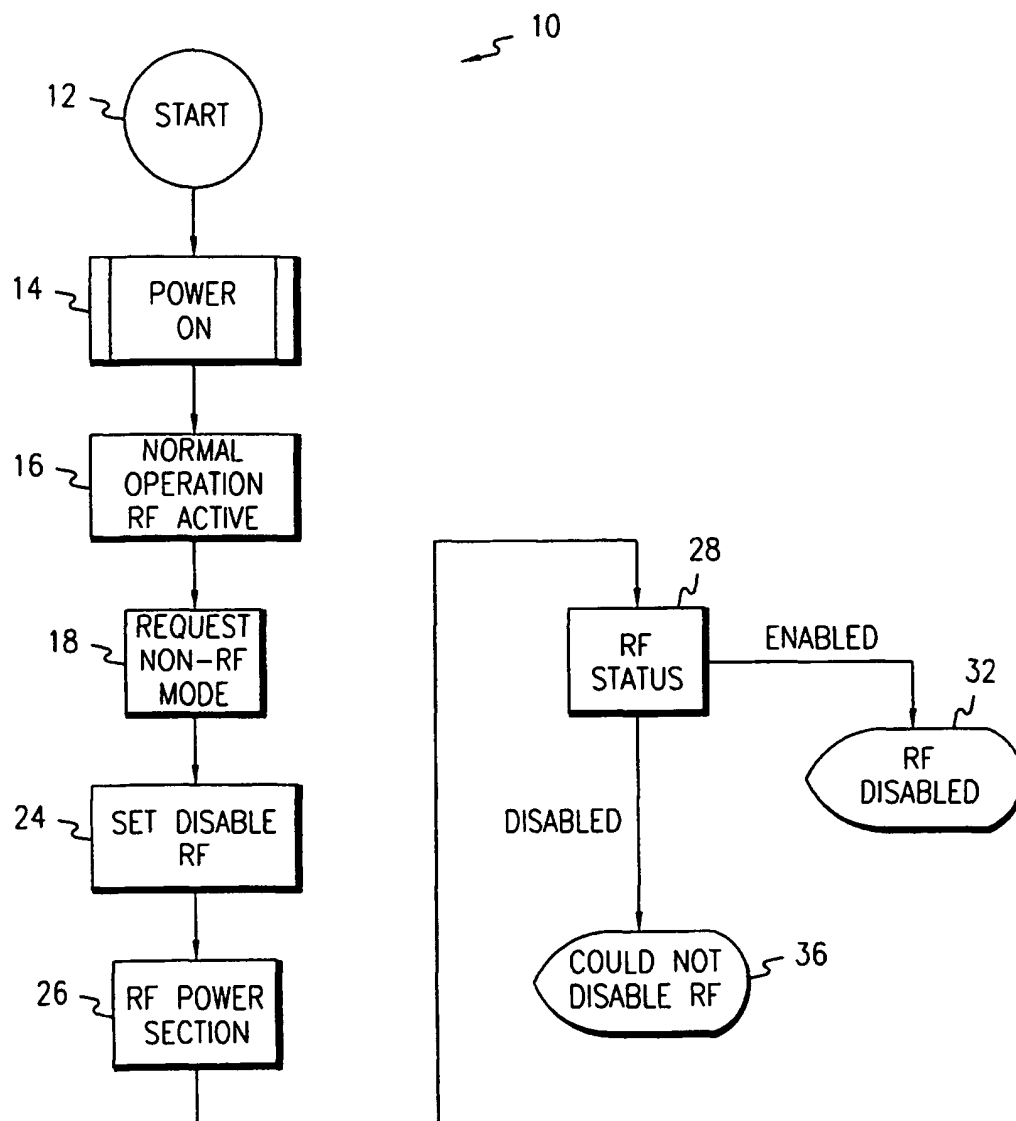 10
12
START
14
POWER
ON
16
NORMAL
OPERATION
RF ACTIVE
18
REQUEST
NON-RF
MODE
24
SET DISABLE
RF
26
RF POWER
SECTION
28
RF
STATUS
ENABLED
32
RF
DISABLED
DISABLED
COULD NOT
DISABLE RF
36